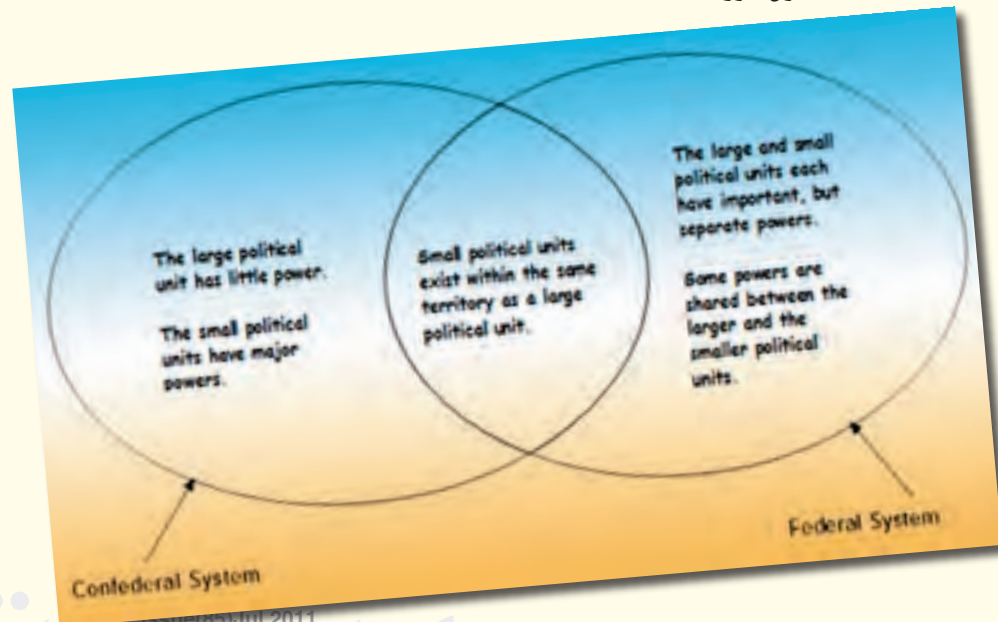 The large political
unit has little power.
The small political
units have major
powers.
Small political units
exist within the same
territory as a large
political unit.
The large and small
political units each
have important, but
separate powers.
Some powers are
shared between the
larger and the
smaller political
units.
Confederal System
Federal System
Jul 2011